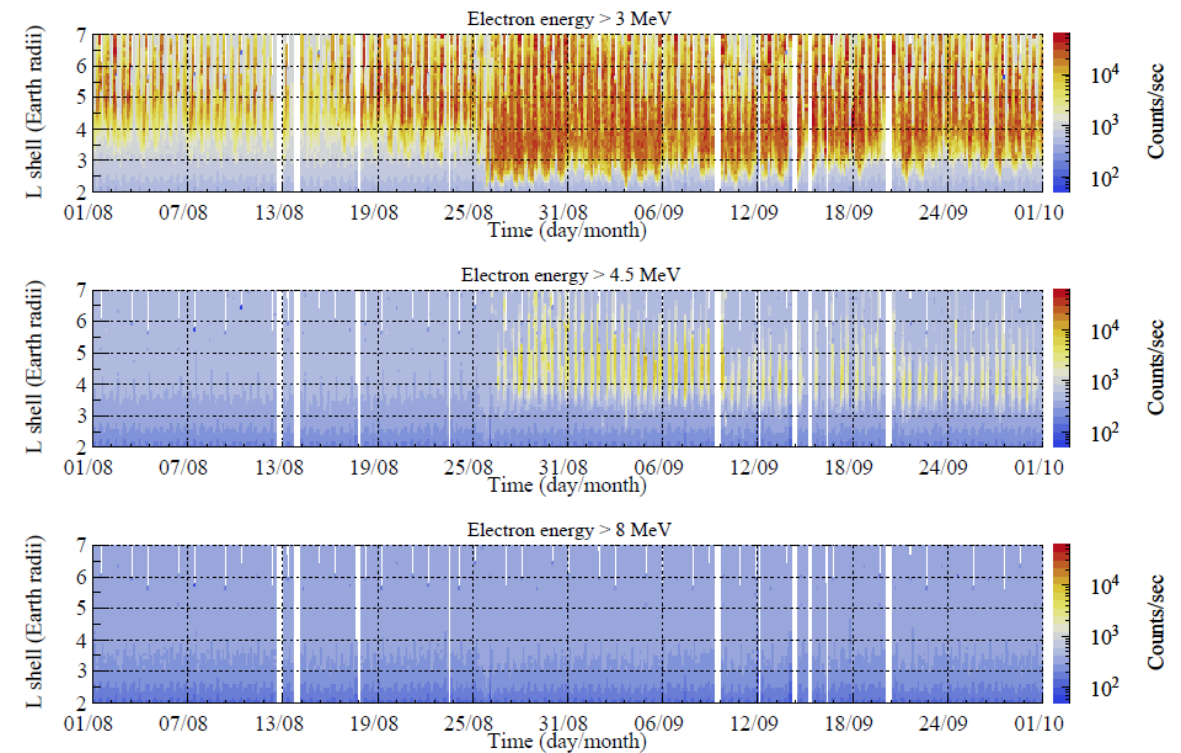 Electron energy > 3 MeV
L shell (Earth radii)
7
6
5
4
3
2
01/08 07/08 13/08 19/08 25/08 31/08 06/09 12/09 18/09 24/09 01/10
Time (day/month)
10⁴
10³
10²
Counts/sec
Electron energy > 4.5 MeV
L shell (Earth radii)
7
6
5
4
3
2
01/08 07/08 13/08 19/08 25/08 31/08 06/09 12/09 18/09 24/09 01/10
Time (day/month)
10⁴
10³
10²
Counts/sec
Electron energy > 8 MeV
L shell (Earth radii)
7
6
5
4
3
2
01/08 07/08 13/08 19/08 25/08 31/08 06/09 12/09 18/09 24/09 01/10
Time (day/month)
10⁴
10³
10²
Counts/sec